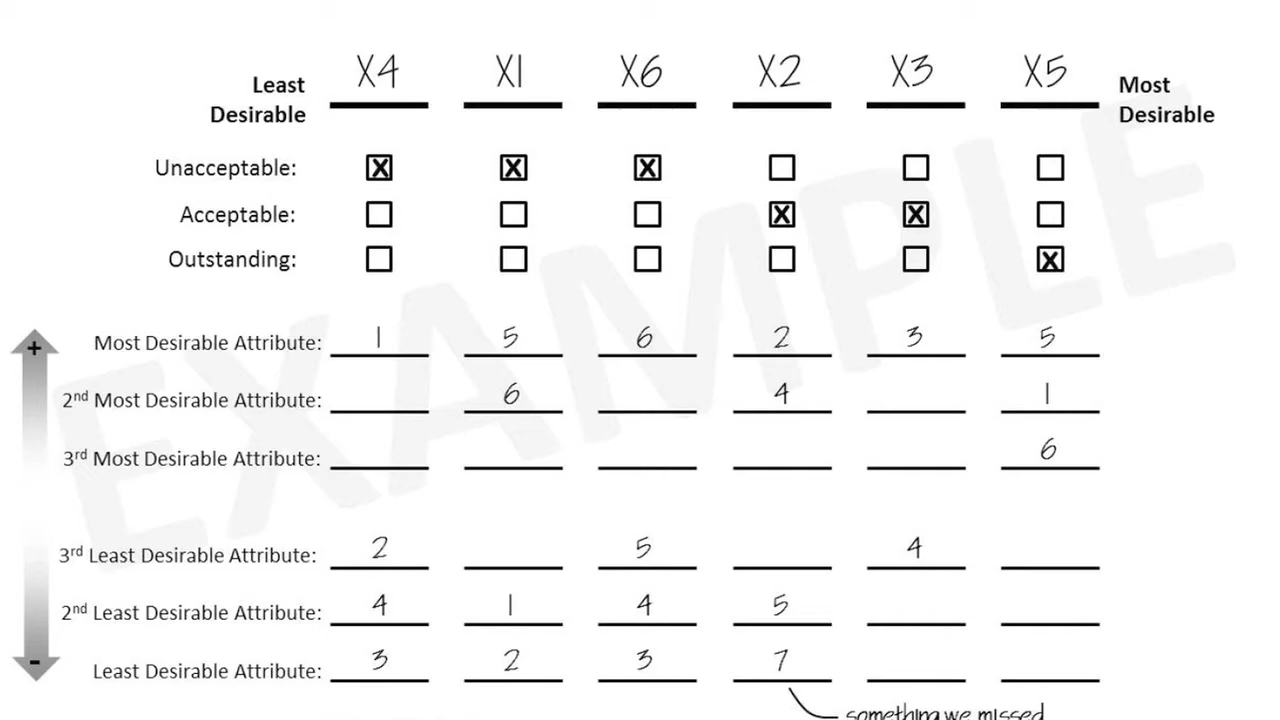 X4 X1 X6 X2 X3 X5
Least Desirable
Most Desirable
Unacceptable: X X X
Acceptable: X X
Outstanding: X
+
Most Desirable Attribute: 1 5 6 2 3 5
2nd Most Desirable Attribute: 6 4 1
3rd Most Desirable Attribute: 6
3rd Least Desirable Attribute: 2 5 4
2nd Least Desirable Attribute: 4 1 4 5
-
Least Desirable Attribute: 3 2 3 7
something we missed
EXAMPLE